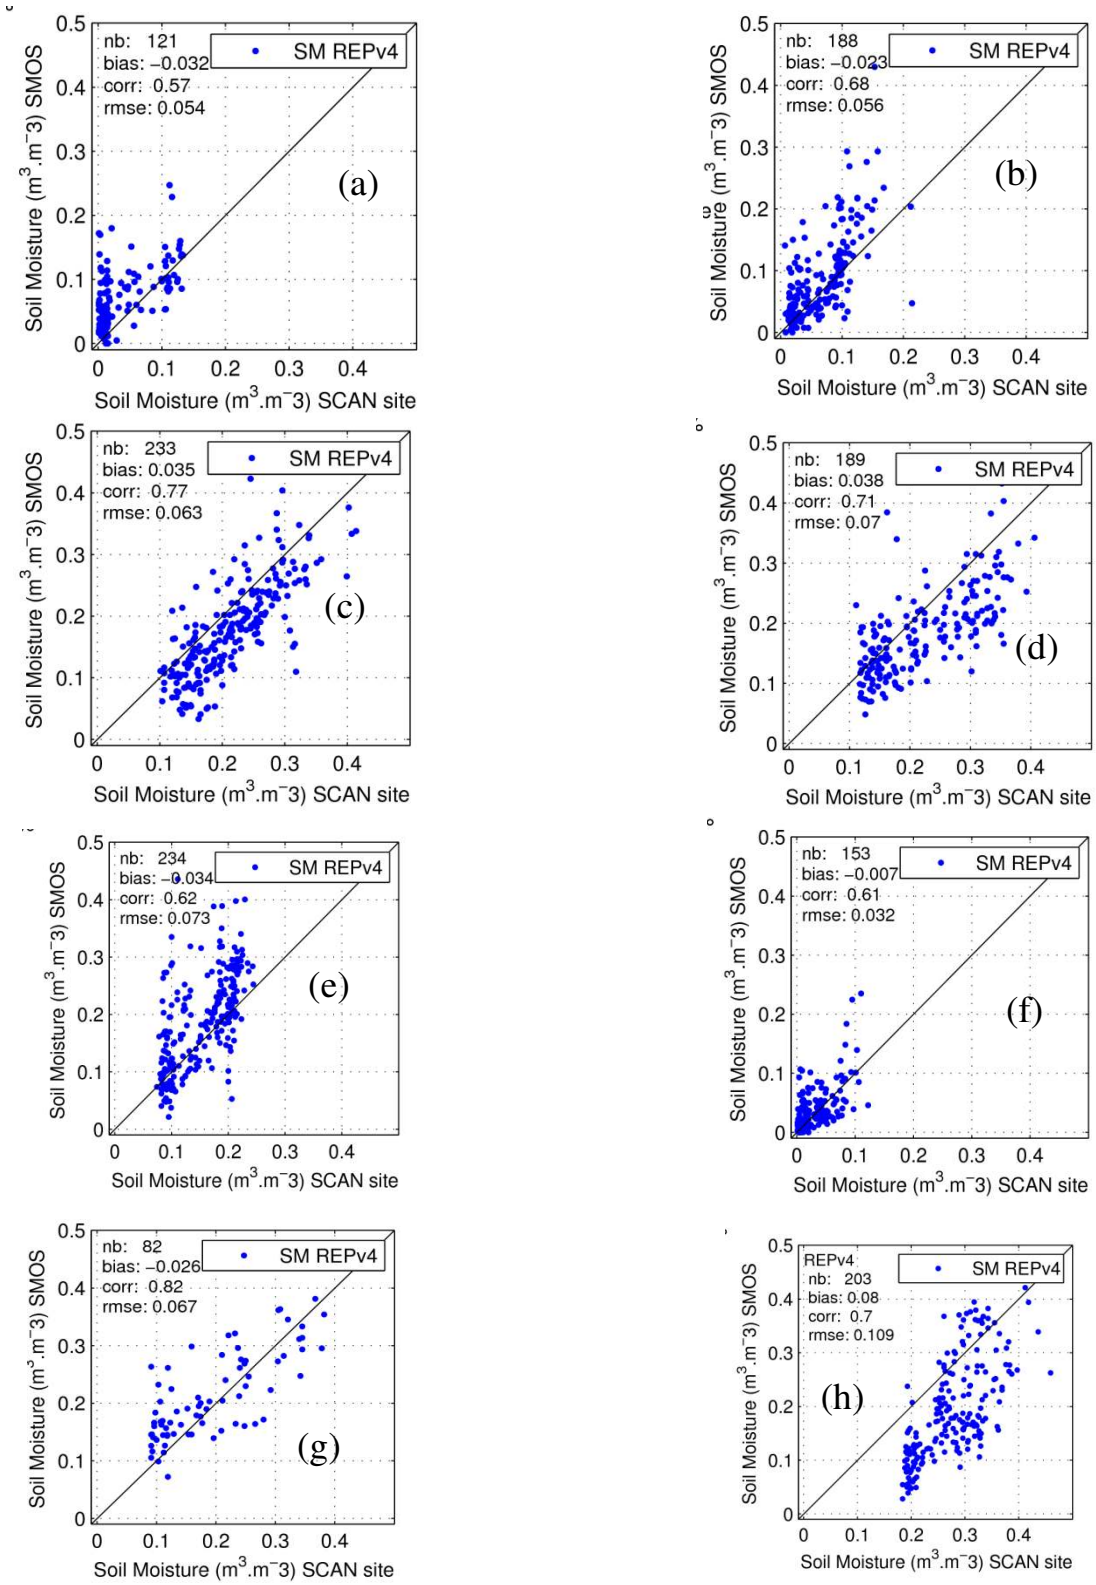 0.5
nb: 121
bias: −0.032
corr: 0.57
rmse: 0.054
SM REPv4
0.4
0.3
(a)
0.2
0.1
0
0 0.1 0.2 0.3 0.4
Soil Moisture (m3.m−3) SMOS
Soil Moisture (m3.m−3) SCAN site
0.5
nb: 188
bias: −0.023
corr: 0.68
rmse: 0.056
SM REPv4
0.4
0.3
(b)
0.2
0.1
0
0 0.1 0.2 0.3 0.4
Soil Moisture (m3.m−3) SMOS
Soil Moisture (m3.m−3) SCAN site
0.5
nb: 233
bias: 0.035
corr: 0.77
rmse: 0.063
SM REPv4
0.4
0.3
(c)
0.2
0.1
0
0 0.1 0.2 0.3 0.4
Soil Moisture (m3.m−3) SMOS
Soil Moisture (m3.m−3) SCAN site
0.5
nb: 189
bias: 0.038
corr: 0.71
rmse: 0.07
SM REPv4
0.4
0.3
0.2
(d)
0.1
0
0 0.1 0.2 0.3 0.4
Soil Moisture (m3.m−3) SMOS
Soil Moisture (m3.m−3) SCAN site
0.5
nb: 234
bias: −0.034
corr: 0.62
rmse: 0.073
SM REPv4
0.4
0.3
(e)
0.2
0.1
0
0 0.1 0.2 0.3 0.4
Soil Moisture (m3.m−3) SMOS
Soil Moisture (m3.m−3) SCAN site
0.5
nb: 153
bias: −0.007
corr: 0.61
rmse: 0.032
SM REPv4
0.4
0.3
(f)
0.2
0.1
0
0 0.1 0.2 0.3 0.4
Soil Moisture (m3.m−3) SMOS
Soil Moisture (m3.m−3) SCAN site
0.5
nb: 82
bias: −0.026
corr: 0.82
rmse: 0.067
SM REPv4
0.4
0.3
0.2
(g)
0.1
0
0 0.1 0.2 0.3 0.4
Soil Moisture (m3.m−3) SMOS
Soil Moisture (m3.m−3) SCAN site
0.5
REPv4
nb: 203
bias: 0.08
corr: 0.7
rmse: 0.109
SM REPv4
0.4
0.3
(h)
0.2
0.1
0
0 0.1 0.2 0.3 0.4
Soil Moisture (m3.m−3) SMOS
Soil Moisture (m3.m−3) SCAN site